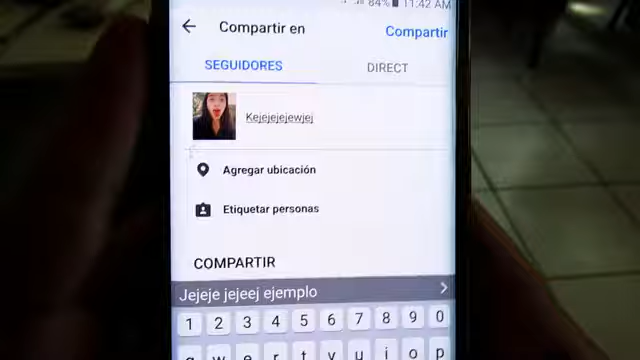 84% 11:42 AM
Compartir en Compartir
SEGUIDORES DIRECT
Kejejejejewjej
Agregar ubicación
Etiquetar personas
COMPARTIR
Jejeje jejeej ejemplo
1 2 3 4 5 6 7 8 9 0
q w e r t y u i o p